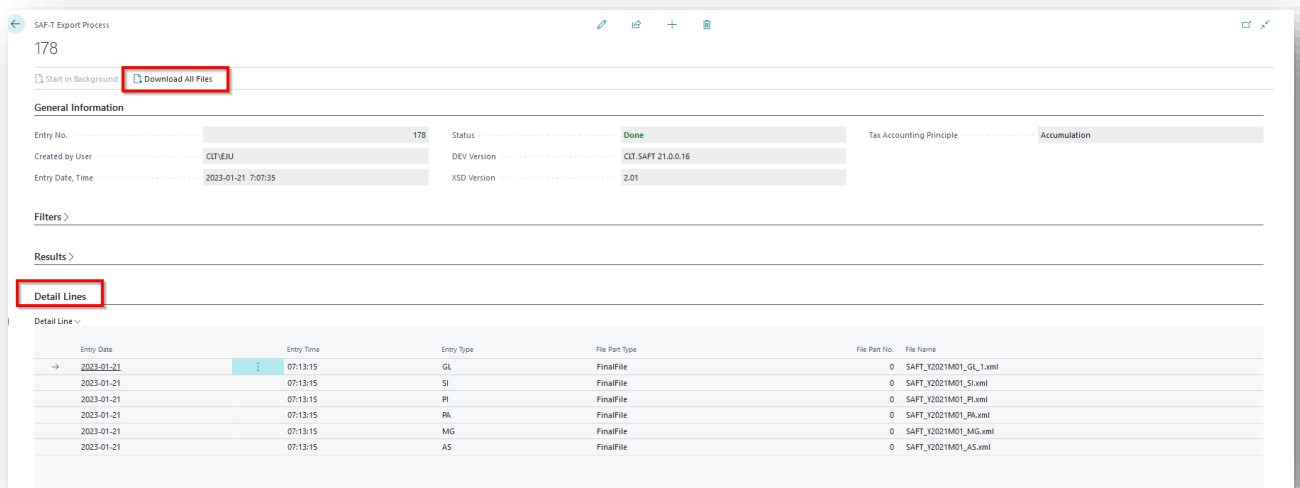 SAF-T Export Process
178
Start in Background Download All Files
General Information
Entry No. 178 Status Done Tax Accounting Principle Accumulation
Created by User CLT\EJU DEV Version CLT.SAFT 21.0.0.16
Entry Date, Time 2023-01-21 7:07:35 XSD Version 2.01
Filters >
Results >
Detail Lines
Detail Line
Entry Date Entry Time Entry Type File Part Type File Part No. File Name
2023-01-21 07:13:15 GL FinalFile 0 SAFT_Y2021M01_GL_1.xml
2023-01-21 07:13:15 SI FinalFile 0 SAFT_Y2021M01_SI.xml
2023-01-21 07:13:15 PI FinalFile 0 SAFT_Y2021M01_PI.xml
2023-01-21 07:13:15 PA FinalFile 0 SAFT_Y2021M01_PA.xml
2023-01-21 07:13:15 MG FinalFile 0 SAFT_Y2021M01_MG.xml
2023-01-21 07:13:15 AS FinalFile 0 SAFT_Y2021M01_AS.xml